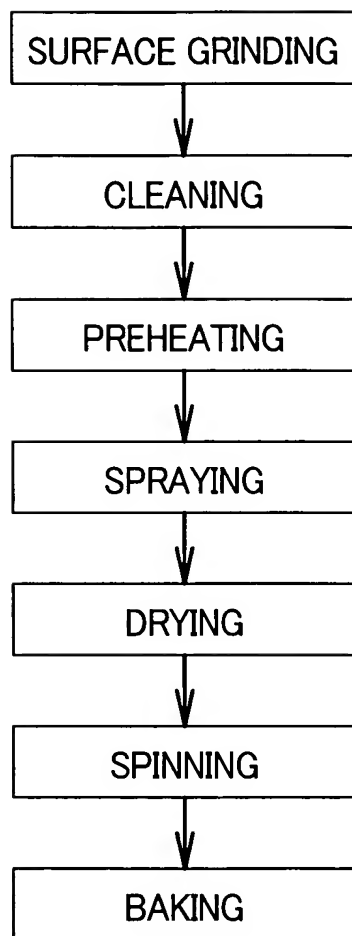 SURFACE GRINDING
CLEANING
PREHEATING
SPRAYING
DRYING
SPINNING
BAKING